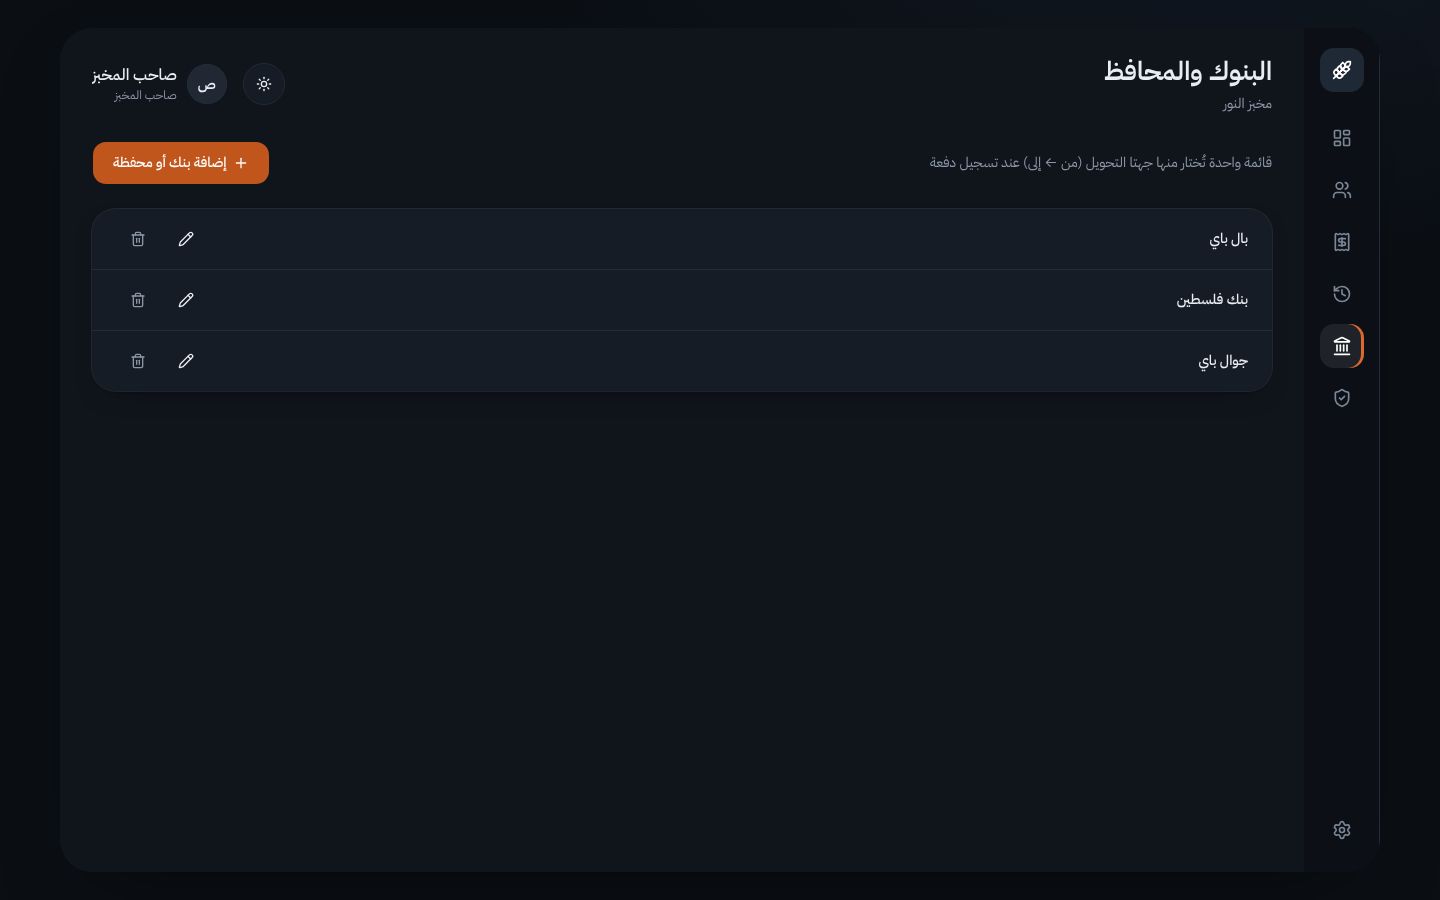 البنوك والمحافظ
مخبز النور
ص
صاحب المخبز
صاحب المخبز
قائمة واحدة تُختار منها جهتا التحويل (من ← إلى) عند تسجيل دفعة
+ إضافة بنك أو محفظة
بال باي
بنك فلسطين
جوال باي